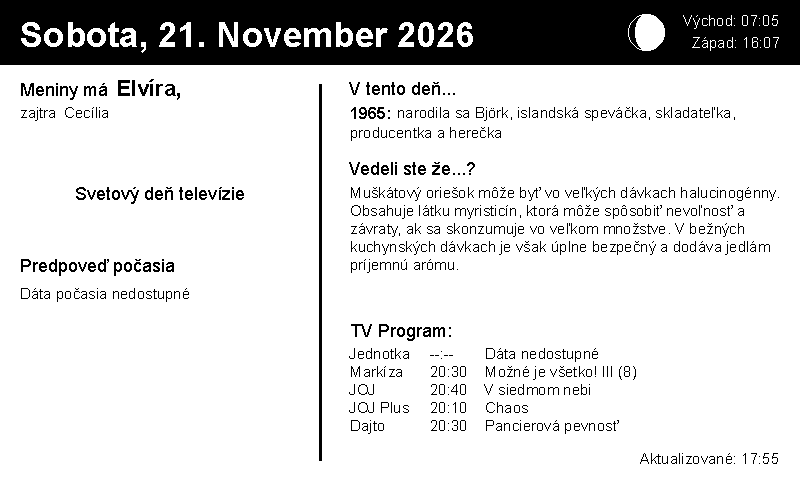 Sobota, 21. November 2026
Východ: 07:05
Západ: 16:07
Meniny má Elvíra,
zajtra Cecília
Svetový deň televízie
Predpoveď počasia
Dáta počasia nedostupné
V tento deň...
1965: narodila sa Björk, islandská speváčka, skladateľka,
producentka a herečka
Vedeli ste že...?
Muškátový oriešok môže byť vo veľkých dávkach halucinogénny.
Obsahuje látku myristicín, ktorá môže spôsobiť nevoľnosť a
závraty, ak sa skonzumuje vo veľkom množstve. V bežných
kuchynských dávkach je však úplne bezpečný a dodáva jedlám
príjemnú arómu.
TV Program:
Jednotka --:-- Dáta nedostupné
Markíza 20:30 Možné je všetko! III (8)
JOJ 20:40 V siedmom nebi
JOJ Plus 20:10 Chaos
Dajto 20:30 Pancierová pevnosť
Aktualizované: 17:55